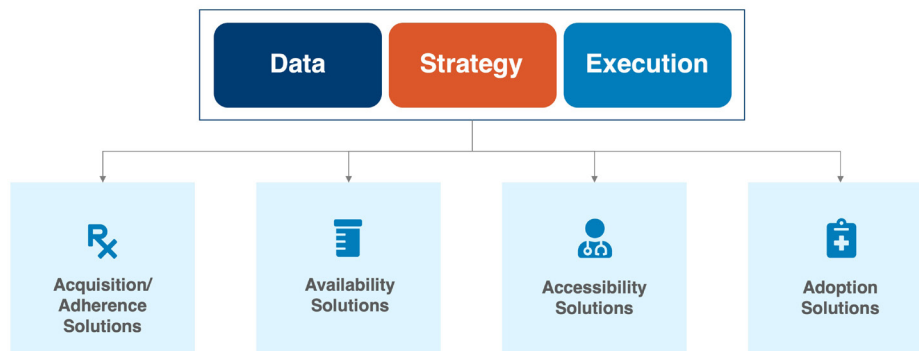 Data
Strategy
Execution
Acquisition/
Adherence
Solutions
Availability
Solutions
Accessibility
Solutions
Adoption
Solutions